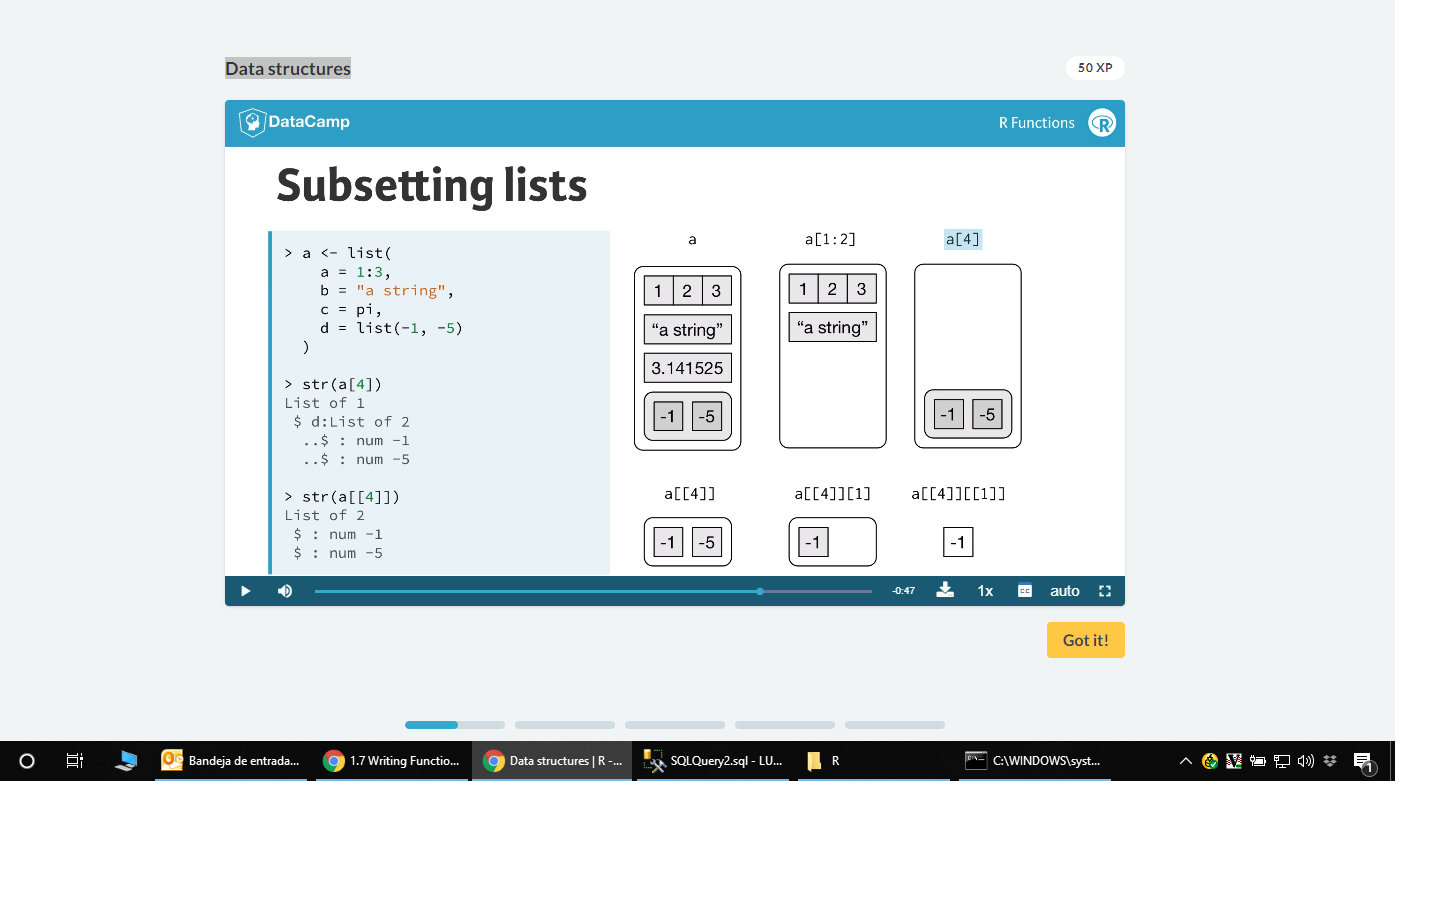 Data structures
50 XP
DataCamp
R Functions
R
Subsetting lists
> a <- list(
a = 1:3,
b = "a string",
c = pi,
d = list(-1, -5)
)
> str(a[4])
List of 1
$ d:List of 2
..$ : num -1
..$ : num -5
> str(a[[4]])
List of 2
$ : num -1
$ : num -5
a
1 2 3
“a string”
3.141525
-1 -5
a[1:2]
1 2 3
“a string”
a[4]
-1 -5
a[[4]]
-1 -5
a[[4]][1]
-1
a[[4]][[1]]
-1
-0:47
1x
CC
auto
Got it!
Bandeja de entrada...
1.7 Writing Functio...
Data structures | R -...
SQLQuery2.sql - LU...
R
C:\WINDOWS\syst...
1